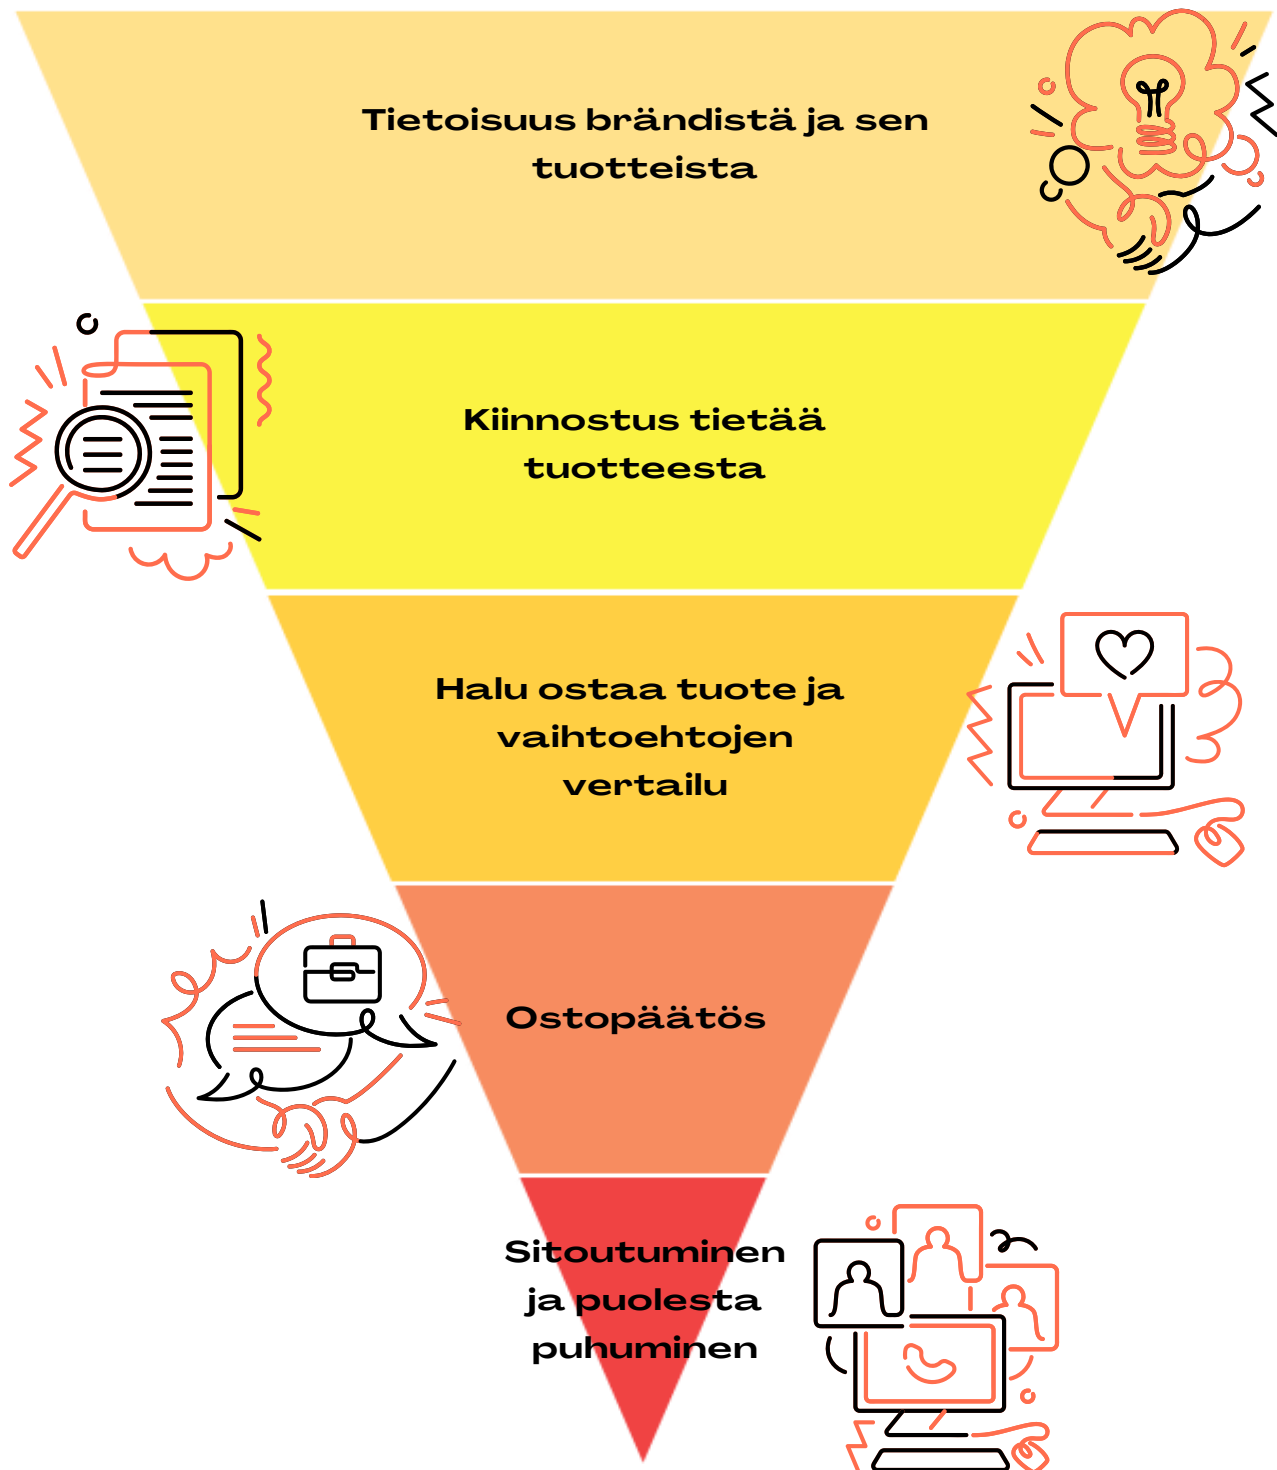 Tietoisuus brändistä ja sen
tuotteista
Kiinnostus tietää
tuotteesta
Halu ostaa tuote ja
vaihtoehtojen
vertailu
Ostopäätös
Sitoutuminen
ja puolesta
puhuminen